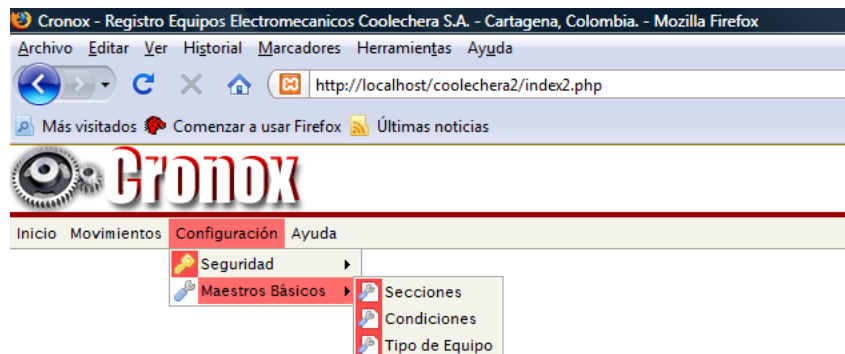 Cronox - Registro Equipos Electromecanicos Coolechera S.A. - Cartagena, Colombia. - Mozilla Firefox
Archivo Editar Ver Historial Marcadores Herramientas Ayuda
http://localhost/coolechera2/index2.php
Más visitados Comenzar a usar Firefox Últimas noticias
Cronox
Inicio Movimientos Configuración Ayuda
Seguridad
Maestros Básicos
Secciones
Condiciones
Tipo de Equipo